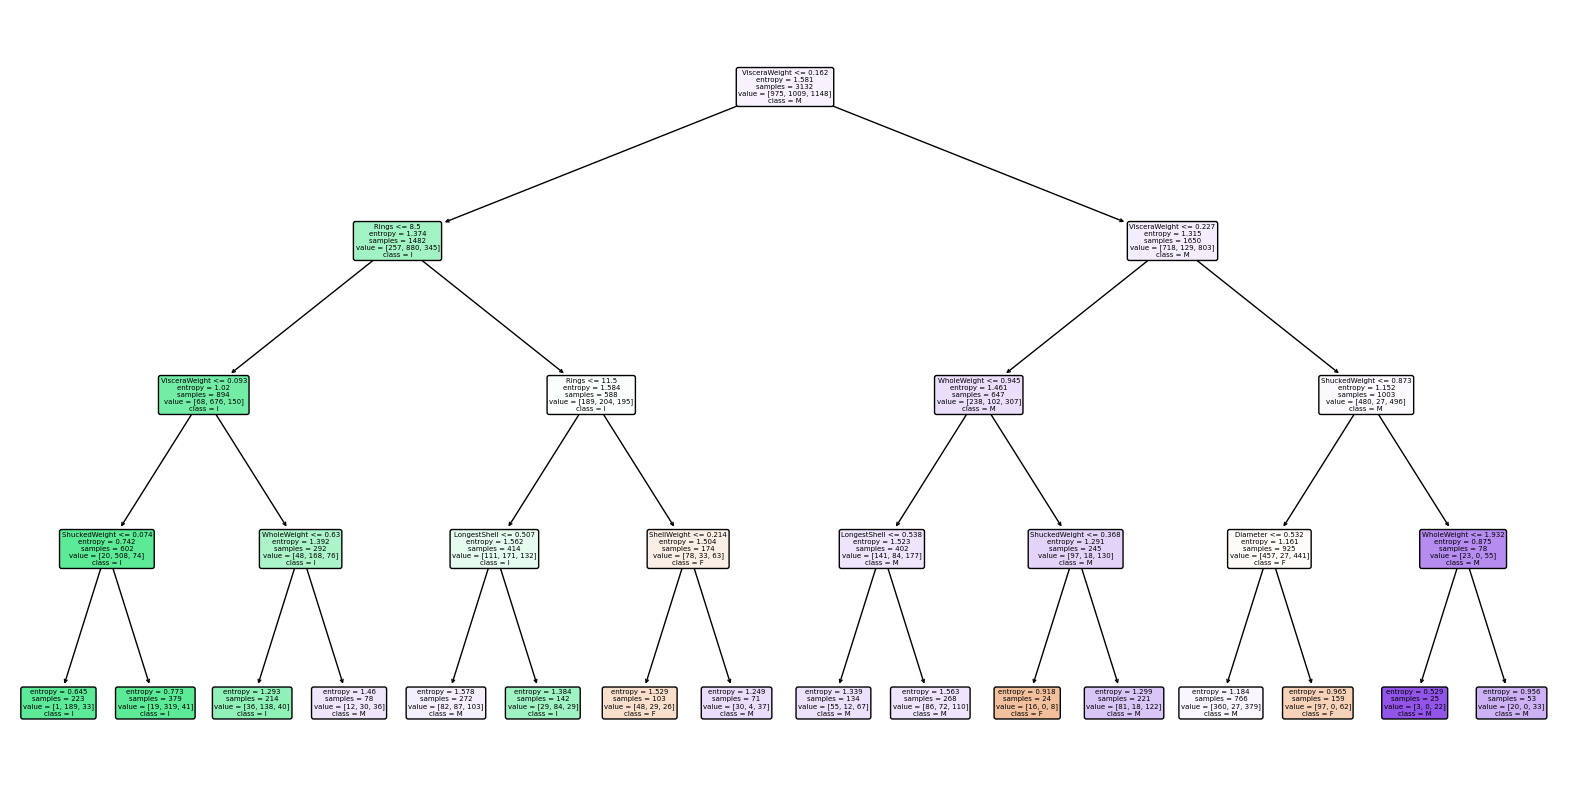 VisceraWeight <= 0.162
entropy = 1.581
samples = 3132
value = [975, 1009, 1148]
class = M
Rings <= 8.5
entropy = 1.374
samples = 1482
value = [257, 880, 345]
class = I
VisceraWeight <= 0.227
entropy = 1.315
samples = 1650
value = [718, 129, 803]
class = M
VisceraWeight <= 0.093
entropy = 1.02
samples = 894
value = [68, 676, 150]
class = I
Rings <= 11.5
entropy = 1.584
samples = 588
value = [189, 204, 195]
class = I
WholeWeight <= 0.945
entropy = 1.461
samples = 647
value = [238, 102, 307]
class = M
ShuckedWeight <= 0.873
entropy = 1.152
samples = 1003
value = [480, 27, 496]
class = M
ShuckedWeight <= 0.074
entropy = 0.742
samples = 602
value = [20, 508, 74]
class = I
WholeWeight <= 0.63
entropy = 1.392
samples = 292
value = [48, 168, 76]
class = I
LongestShell <= 0.507
entropy = 1.562
samples = 414
value = [111, 171, 132]
class = I
ShellWeight <= 0.214
entropy = 1.504
samples = 174
value = [78, 33, 63]
class = F
LongestShell <= 0.538
entropy = 1.523
samples = 402
value = [141, 84, 177]
class = M
ShuckedWeight <= 0.368
entropy = 1.291
samples = 245
value = [97, 18, 130]
class = M
Diameter <= 0.532
entropy = 1.161
samples = 925
value = [457, 27, 441]
class = F
WholeWeight <= 1.932
entropy = 0.875
samples = 78
value = [23, 0, 55]
class = M
entropy = 0.645
samples = 223
value = [1, 189, 33]
class = I
entropy = 0.773
samples = 379
value = [19, 319, 41]
class = I
entropy = 1.293
samples = 214
value = [36, 138, 40]
class = I
entropy = 1.46
samples = 78
value = [12, 30, 36]
class = M
entropy = 1.578
samples = 272
value = [82, 87, 103]
class = M
entropy = 1.384
samples = 142
value = [29, 84, 29]
class = I
entropy = 1.529
samples = 103
value = [48, 29, 26]
class = F
entropy = 1.249
samples = 71
value = [30, 4, 37]
class = M
entropy = 1.339
samples = 134
value = [55, 12, 67]
class = M
entropy = 1.563
samples = 268
value = [86, 72, 110]
class = M
entropy = 0.918
samples = 24
value = [16, 0, 8]
class = F
entropy = 1.299
samples = 221
value = [81, 18, 122]
class = M
entropy = 1.184
samples = 766
value = [360, 27, 379]
class = M
entropy = 0.965
samples = 159
value = [97, 0, 62]
class = F
entropy = 0.529
samples = 25
value = [3, 0, 22]
class = M
entropy = 0.956
samples = 53
value = [20, 0, 33]
class = M